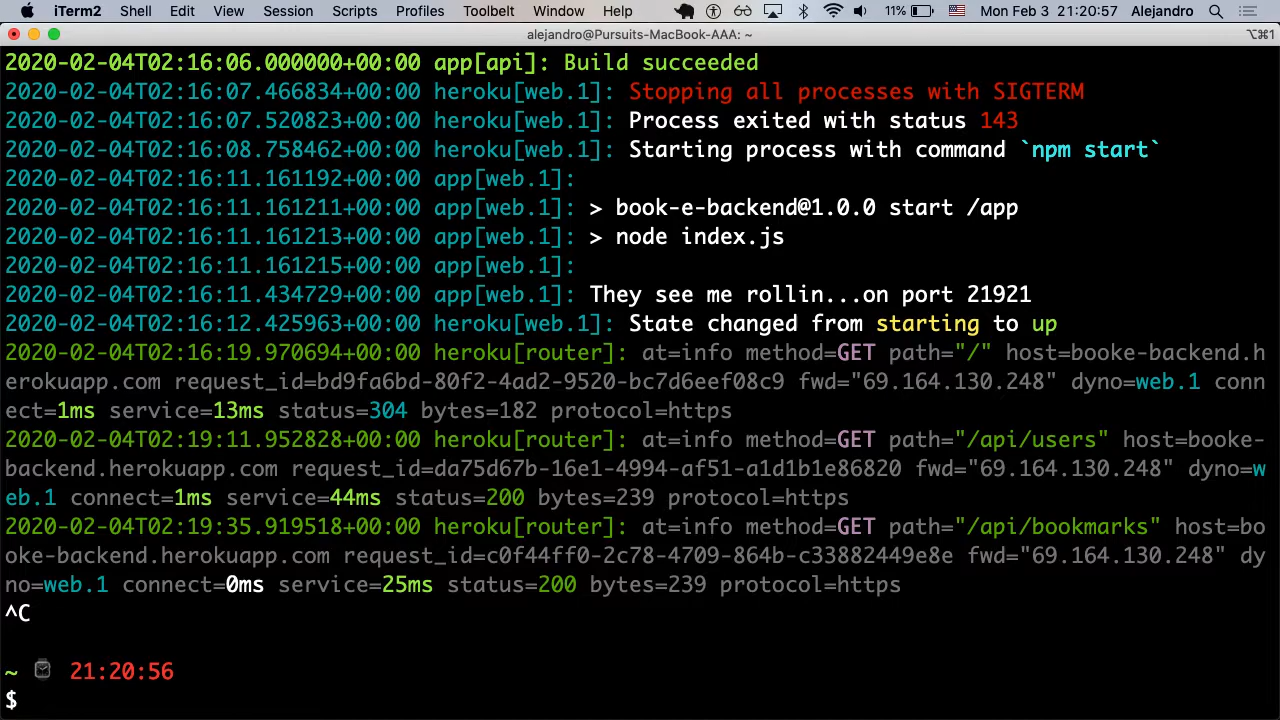 iTerm2 Shell Edit View Session Scripts Profiles Toolbelt Window Help 11% Mon Feb 3 21:20:57 Alejandro
alejandro@Pursuits-MacBook-AAA: ~ ⌥⌘1
2020-02-04T02:16:06.000000+00:00 app[api]: Build succeeded
2020-02-04T02:16:07.466834+00:00 heroku[web.1]: Stopping all processes with SIGTERM
2020-02-04T02:16:07.520823+00:00 heroku[web.1]: Process exited with status 143
2020-02-04T02:16:08.758462+00:00 heroku[web.1]: Starting process with command `npm start`
2020-02-04T02:16:11.161192+00:00 app[web.1]:
2020-02-04T02:16:11.161211+00:00 app[web.1]: > book-e-backend@1.0.0 start /app
2020-02-04T02:16:11.161213+00:00 app[web.1]: > node index.js
2020-02-04T02:16:11.161215+00:00 app[web.1]:
2020-02-04T02:16:11.434729+00:00 app[web.1]: They see me rollin...on port 21921
2020-02-04T02:16:12.425963+00:00 heroku[web.1]: State changed from starting to up
2020-02-04T02:16:19.970694+00:00 heroku[router]: at=info method=GET path="/" host=booke-backend.h
erokuapp.com request_id=bd9fa6bd-80f2-4ad2-9520-bc7d6eef08c9 fwd="69.164.130.248" dyno=web.1 conn
ect=1ms service=13ms status=304 bytes=182 protocol=https
2020-02-04T02:19:11.952828+00:00 heroku[router]: at=info method=GET path="/api/users" host=booke-
backend.herokuapp.com request_id=da75d67b-16e1-4994-af51-a1d1b1e86820 fwd="69.164.130.248" dyno=w
eb.1 connect=1ms service=44ms status=200 bytes=239 protocol=https
2020-02-04T02:19:35.919518+00:00 heroku[router]: at=info method=GET path="/api/bookmarks" host=bo
oke-backend.herokuapp.com request_id=c0f44ff0-2c78-4709-864b-c33882449e8e fwd="69.164.130.248" dy
no=web.1 connect=0ms service=25ms status=200 bytes=239 protocol=https
^C
~ 21:20:56
$